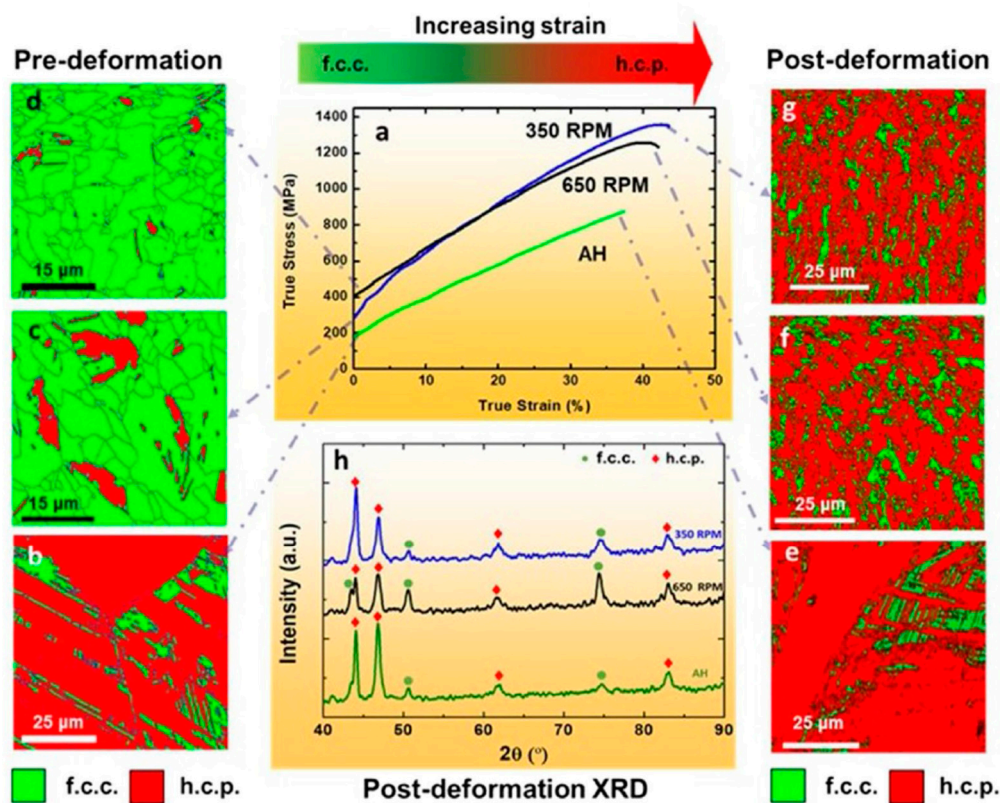 Increasing strain
f.c.c. h.c.p.
Pre-deformation
Post-deformation
d
15 µm
c
15 µm
b
25 µm
f.c.c. h.c.p.
a
1400
1200
1000
800
600
400
200
0
True Stress (MPa)
350 RPM
650 RPM
AH
0 10 20 30 40 50
True Strain (%)
h
f.c.c. h.c.p.
350 RPM
650 RPM
AH
Intensity (a.u.)
40 50 60 70 80 90
2θ (°)
Post-deformation XRD
g
25 µm
f
25 µm
e
25 µm
f.c.c. h.c.p.